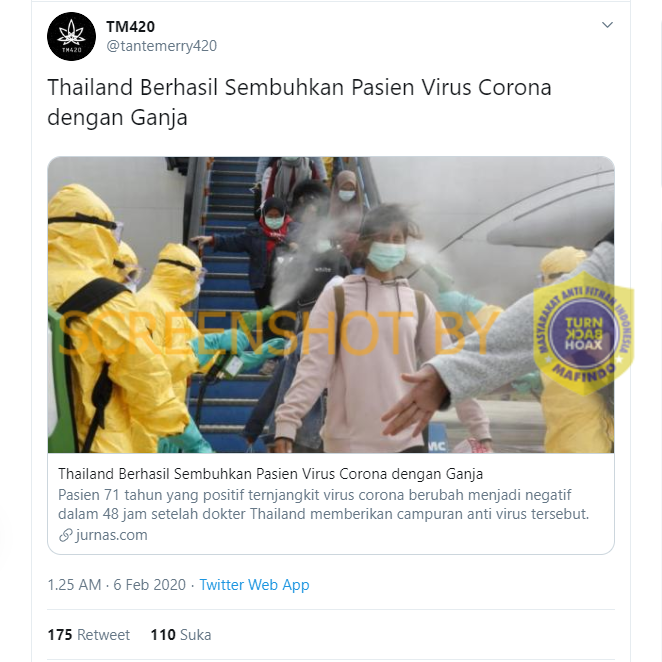 TM420
TM420
@tantemerry420
Thailand Berhasil Sembuhkan Pasien Virus Corona
dengan Ganja
white
SCREENSHOT BY
MASYARAKAT ANTI FITNAH INDONESIA
TURN
BACK
HOAX
MAFINDO
MC
Thailand Berhasil Sembuhkan Pasien Virus Corona dengan Ganja
Pasien 71 tahun yang positif ternjangkit virus corona berubah menjadi negatif
dalam 48 jam setelah dokter Thailand memberikan campuran anti virus tersebut.
jurnas.com
1.25 AM · 6 Feb 2020 · Twitter Web App
175 Retweet 110 Suka